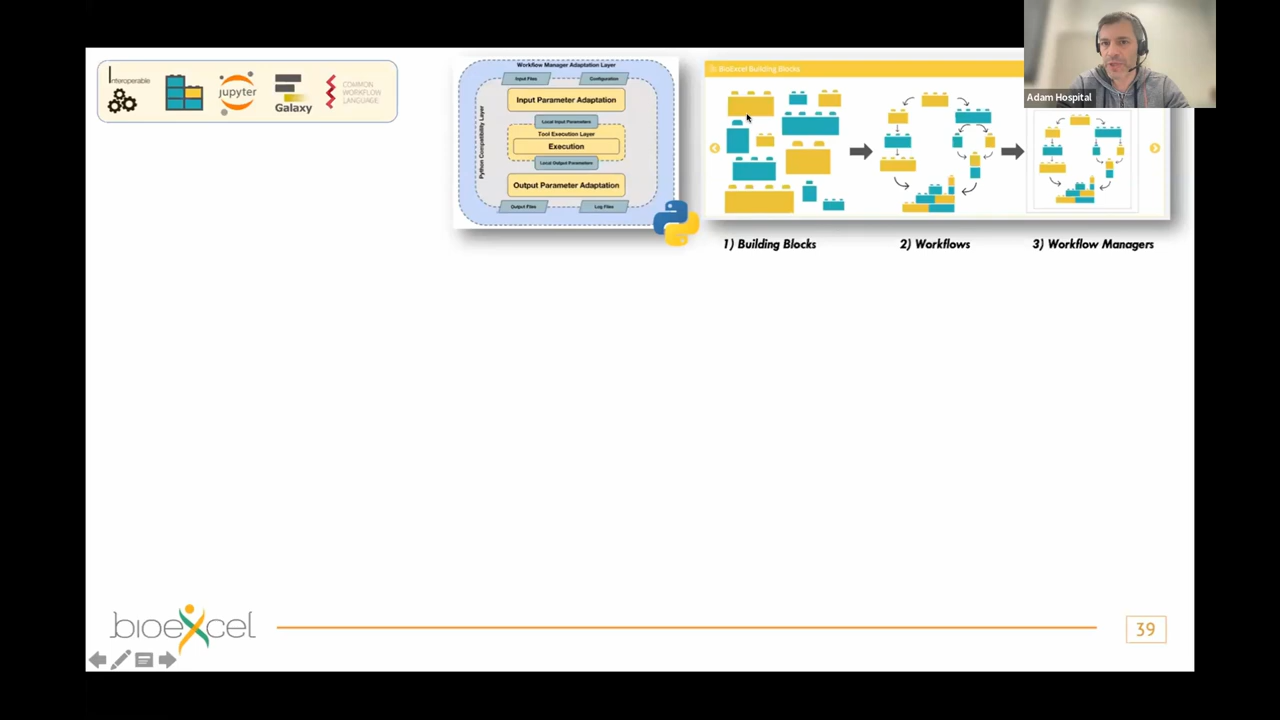 Interoperable
jupyter
Galaxy
COMMON
WORKFLOW
LANGUAGE
Workflow Manager Adaptation Layer
Python Compatibility Layer
Input Files
Configuration
Input Parameter Adaptation
Local Input Parameters
Tool Execution Layer
Execution
Local Output Parameters
Output Parameter Adaptation
Output Files
Log Files
BioExcel Building Blocks
Adam Hospital
1) Building Blocks
2) Workflows
3) Workflow Managers
bioexcel
39